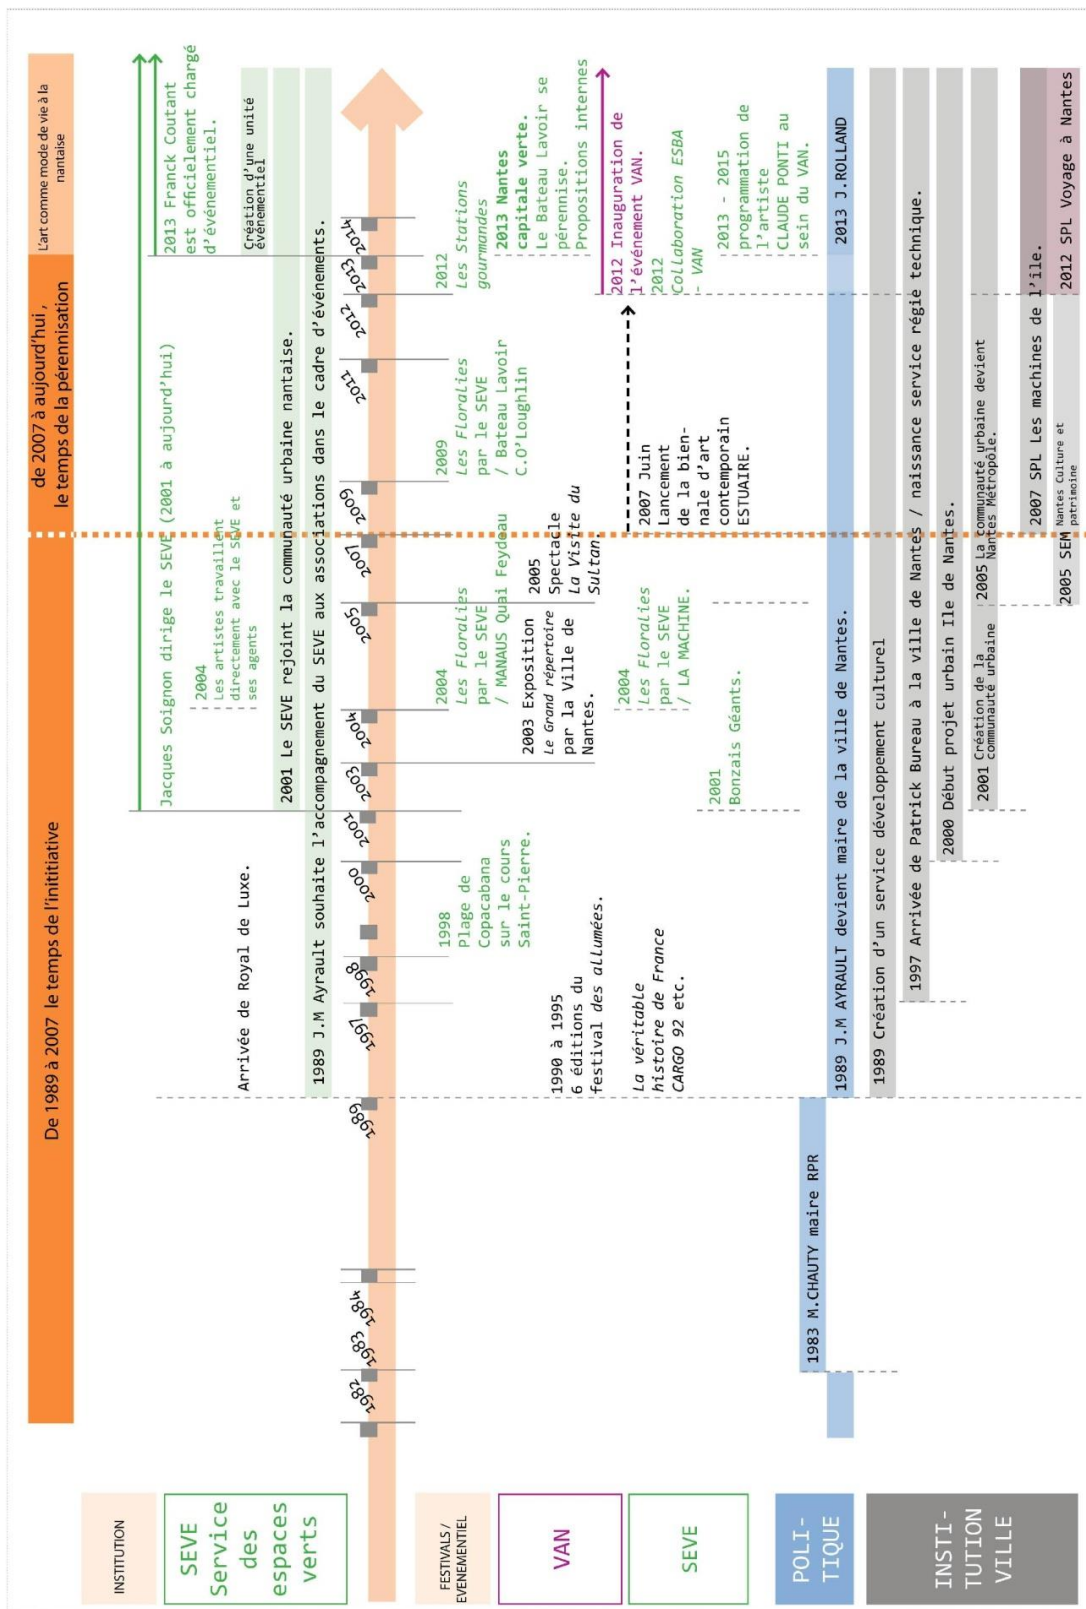 De 1989 à 2007 le temps de l'inititiative
de 2007 à aujourd'hui,
le temps de la pérennisation
L'art comme mode de vie à la
nantaise
INSTITUTION
SEVE
Service
des
espaces
verts
Jacques Soignon dirige le SEVE (2001 à aujourd'hui)
2013 Franck Coutant
est officielement chargé
d'événementiel.
2004
Les artistes travaillent
directement avec le SEVE et
ses agents
Arrivée de Royal de Luxe.
Création d'une unité
événementiel
2001 Le SEVE rejoint la communauté urbaine nantaise.
1989 J.M Ayrault souhaite l'accompagnement du SEVE aux associations dans le cadre d'événements.
1982
1983
1984
1989
1997
1998
2000
2001
2003
2004
2005
2007
2009
2011
2012
2013
2014
FESTIVALS /
EVENEMENTIEL
1998
Plage de
Copacabana
sur le cours
Saint-Pierre.
2004
Les Floralies
par le SEVE
/ MANAUS Quai Feydeau
2009
Les Floralies
par le SEVE
/ Bateau Lavoir
C.O'Loughlin
2012
Les Stations
gourmandes
2013 Nantes
capitale verte.
Le Bateau Lavoir se
pérennise.
Propositions internes
VAN
1990 à 1995
6 éditions du
festival des allumées.
2003 Exposition
Le Grand répertoire
par la Ville de
Nantes.
2005
Spectacle
La Visite du
Sultan.
2007 Juin
Lancement
de la bien-
nale d'art
contemporain
ESTUAIRE.
2012 Inauguration de
l'événement VAN.
SEVE
La véritable
histoire de France
CARGO 92 etc.
2001
Bonzais Géants.
2004
Les Floralies
par le SEVE
/ LA MACHINE.
2012
Collaboration ESBA
- VAN
2013 - 2015
programmation de
l'artiste
CLAUDE PONTI au
sein du VAN.
POLI-
TIQUE
1983 M.CHAUTY maire RPR
1989 J.M AYRAULT devient maire de la ville de Nantes.
2013 J.ROLLAND
INSTI-
TUTION
VILLE
1989 Création d'un service développement culturel
1997 Arrivée de Patrick Bureau à la ville de Nantes / naissance service régie technique.
2000 Début projet urbain Ile de Nantes.
2001 Création de la
communauté urbaine
2005 La communauté urbaine devient
Nantes Métropôle.
2007 SPL Les machines de l'île.
2005 SEM Nantes Culture et
patrimoine
2012 SPL Voyage à Nantes